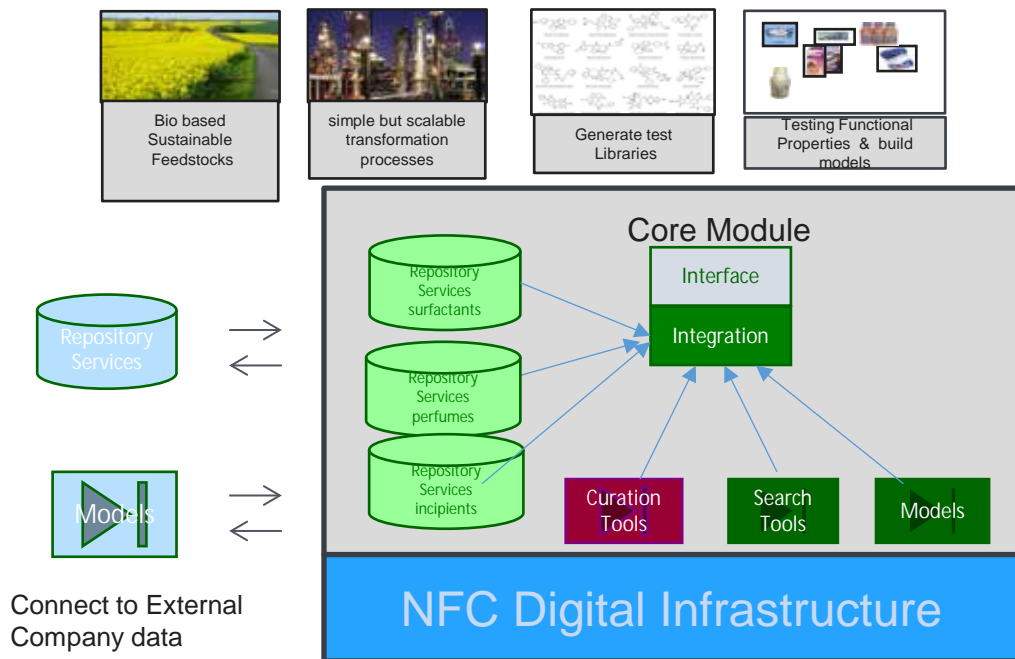 Bio based
Sustainable
Feedstocks
simple but scalable
transformation
processes
Generate test
Libraries
Testing Functional
Properties & build
models
Core Module
Repository
Services
surfactants
Interface
Integration
Repository
Services
Repository
Services
perfumes
Repository
Services
incipients
Models
Curation
Tools
Search
Tools
Models
Connect to External
Company data
NFC Digital Infrastructure